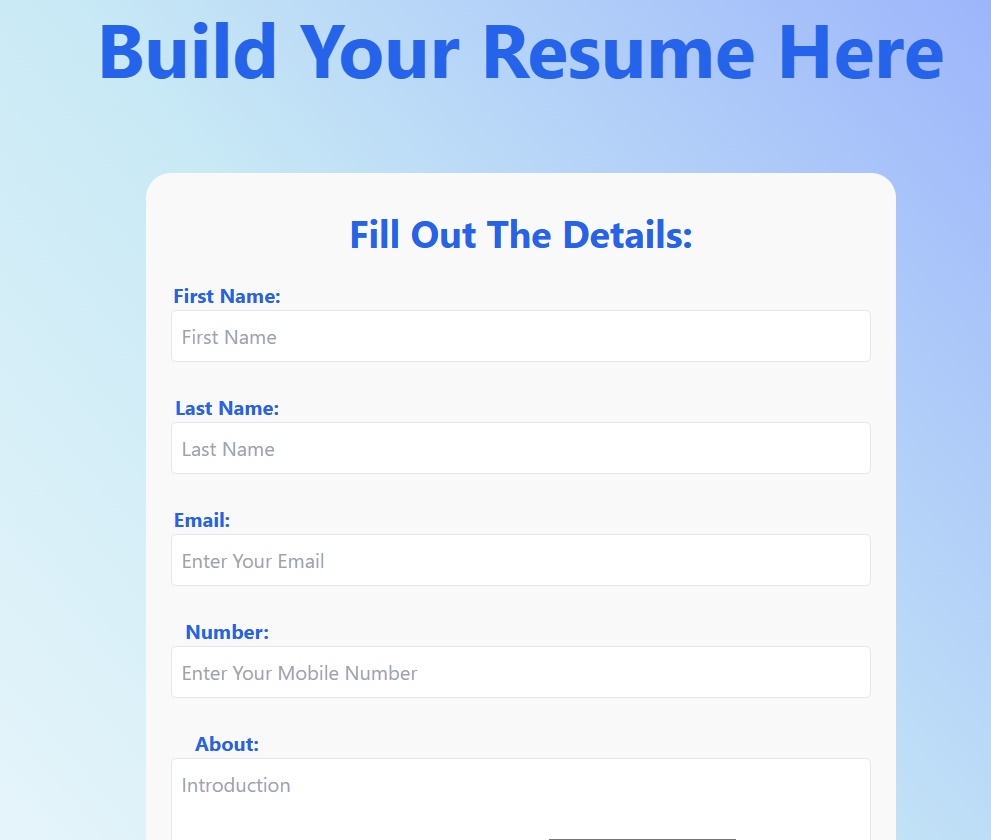 Build Your Resume Here
Fill Out The Details:
First Name:
First Name
Last Name:
Last Name
Email:
Enter Your Email
Number:
Enter Your Mobile Number
About:
Introduction